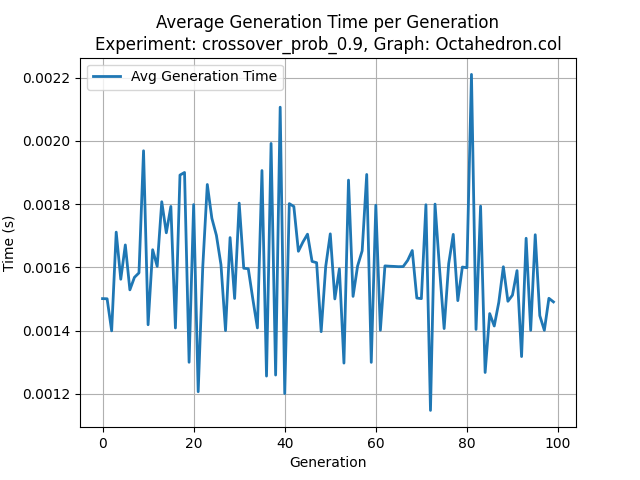 Average Generation Time per Generation
Experiment: crossover_prob_0.9, Graph: Octahedron.col
Avg Generation Time
Time (s)
0.0022
0.0020
0.0018
0.0016
0.0014
0.0012
0 20 40 60 80 100
Generation